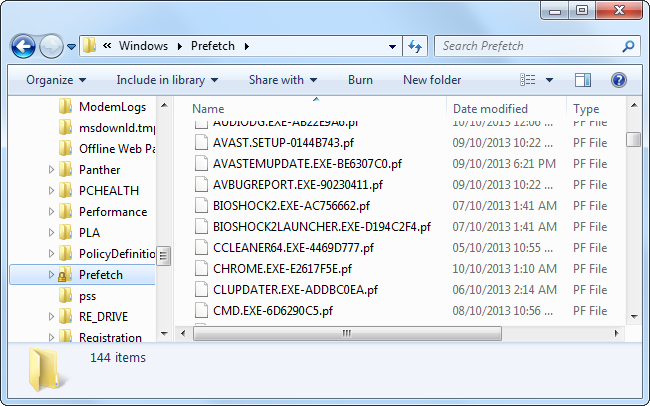 « Windows ▸ Prefetch ▸ Search Prefetch
Organize Include in library Share with Burn New folder
ModemLogs
msdownld.tmp
Offline Web Pa
Panther
PCHEALTH
Performance
PLA
PolicyDefinitio
Prefetch
pss
RE_DRIVE
Registration
Name Date modified Type
AUDIODG.EXE-AB22E9A6.pf 10/10/2013 12:06 ... PF File
AVAST.SETUP-0144B743.pf 09/10/2013 10:22 ... PF File
AVASTEMUPDATE.EXE-BE6307C0.pf 09/10/2013 6:21 PM PF File
AVBUGREPORT.EXE-90230411.pf 09/10/2013 10:22 ... PF File
BIOSHOCK2.EXE-AC756662.pf 07/10/2013 1:41 AM PF File
BIOSHOCK2LAUNCHER.EXE-D194C2F4.pf 07/10/2013 1:41 AM PF File
CCLEANER64.EXE-4469D777.pf 05/10/2013 10:55 ... PF File
CHROME.EXE-E2617F5E.pf 10/10/2013 1:10 AM PF File
CLUPDATER.EXE-ADDBC0EA.pf 06/10/2013 2:14 AM PF File
CMD.EXE-6D6290C5.pf 08/10/2013 10:56 ... PF File
144 items